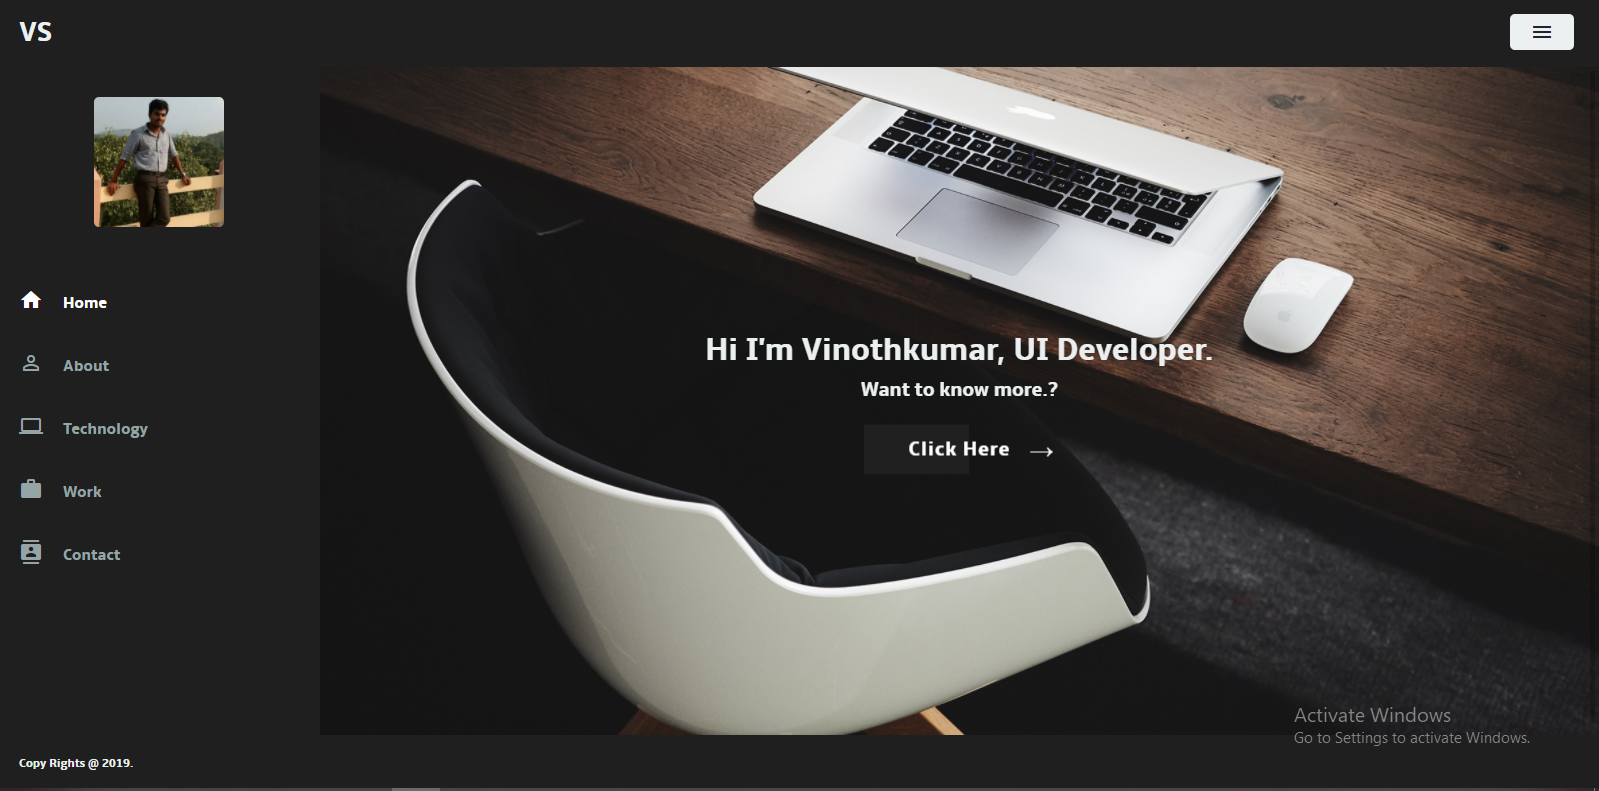 VS
Home
About
Technology
Work
Contact
Hi I'm Vinothkumar, UI Developer.
Want to know more.?
Click Here →
Activate Windows
Go to Settings to activate Windows.
Copy Rights @ 2019.